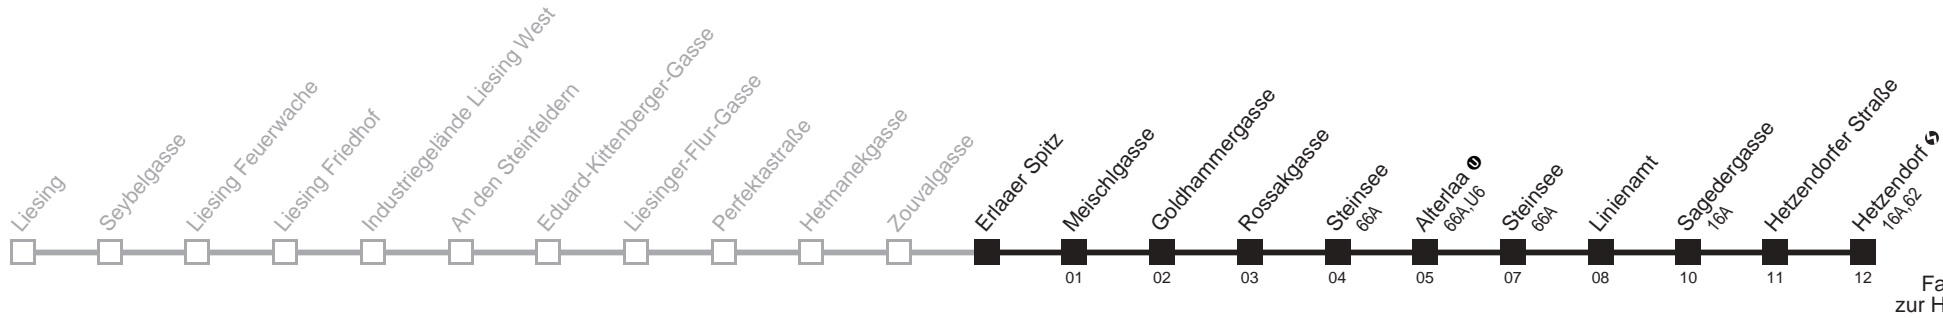 Liesing
Seybelgasse
Liesing Feuerwache
Liesing Friedhof
Industriegelände Liesing West
An den Steinfeldern
Eduard-Kittenberger-Gasse
Liesinger-Flur-Gasse
Perfektastraße
Hetmanekgasse
Zouvalgasse
Erlaaer Spitz
Meischlgasse
01
Goldhammergasse
02
Rossakgasse
03
Steinsee
66A
04
Alterlaa U
66A,U6
05
Steinsee
66A
07
Linienamt
08
Sagedergasse
16A
10
Hetzendorfer Straße
11
Hetzendorf
16A,62
12
Fa
zur H